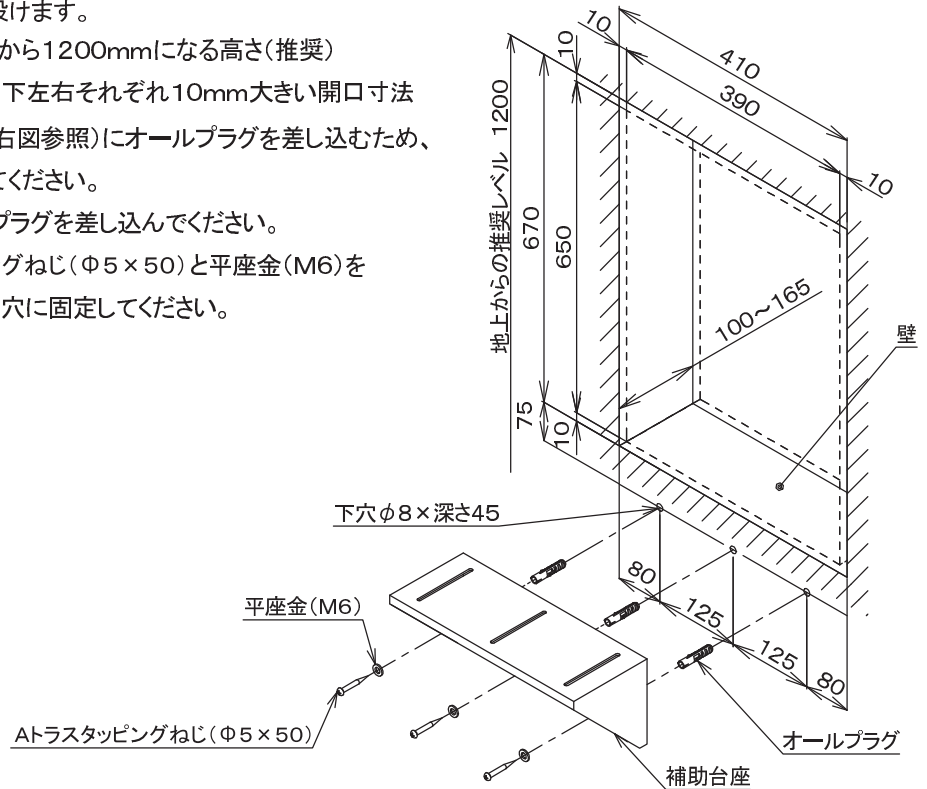 設けます。
から1200mmになる高さ(推奨)
下左右それぞれ10mm大きい開口寸法
右図参照)にオールプラグを差し込むため、
てください。
プラグを差し込んでください。
グねじ(Φ5×50)と平座金(M6)を
穴に固定してください。
10
410
390
10
10
地上からの推奨レベル 1200
670
650
100~165
壁
75
10
下穴φ8×深さ45
80
125
125
80
平座金(M6)
Aトラスタッピングねじ(Φ5×50)
オールプラグ
補助台座